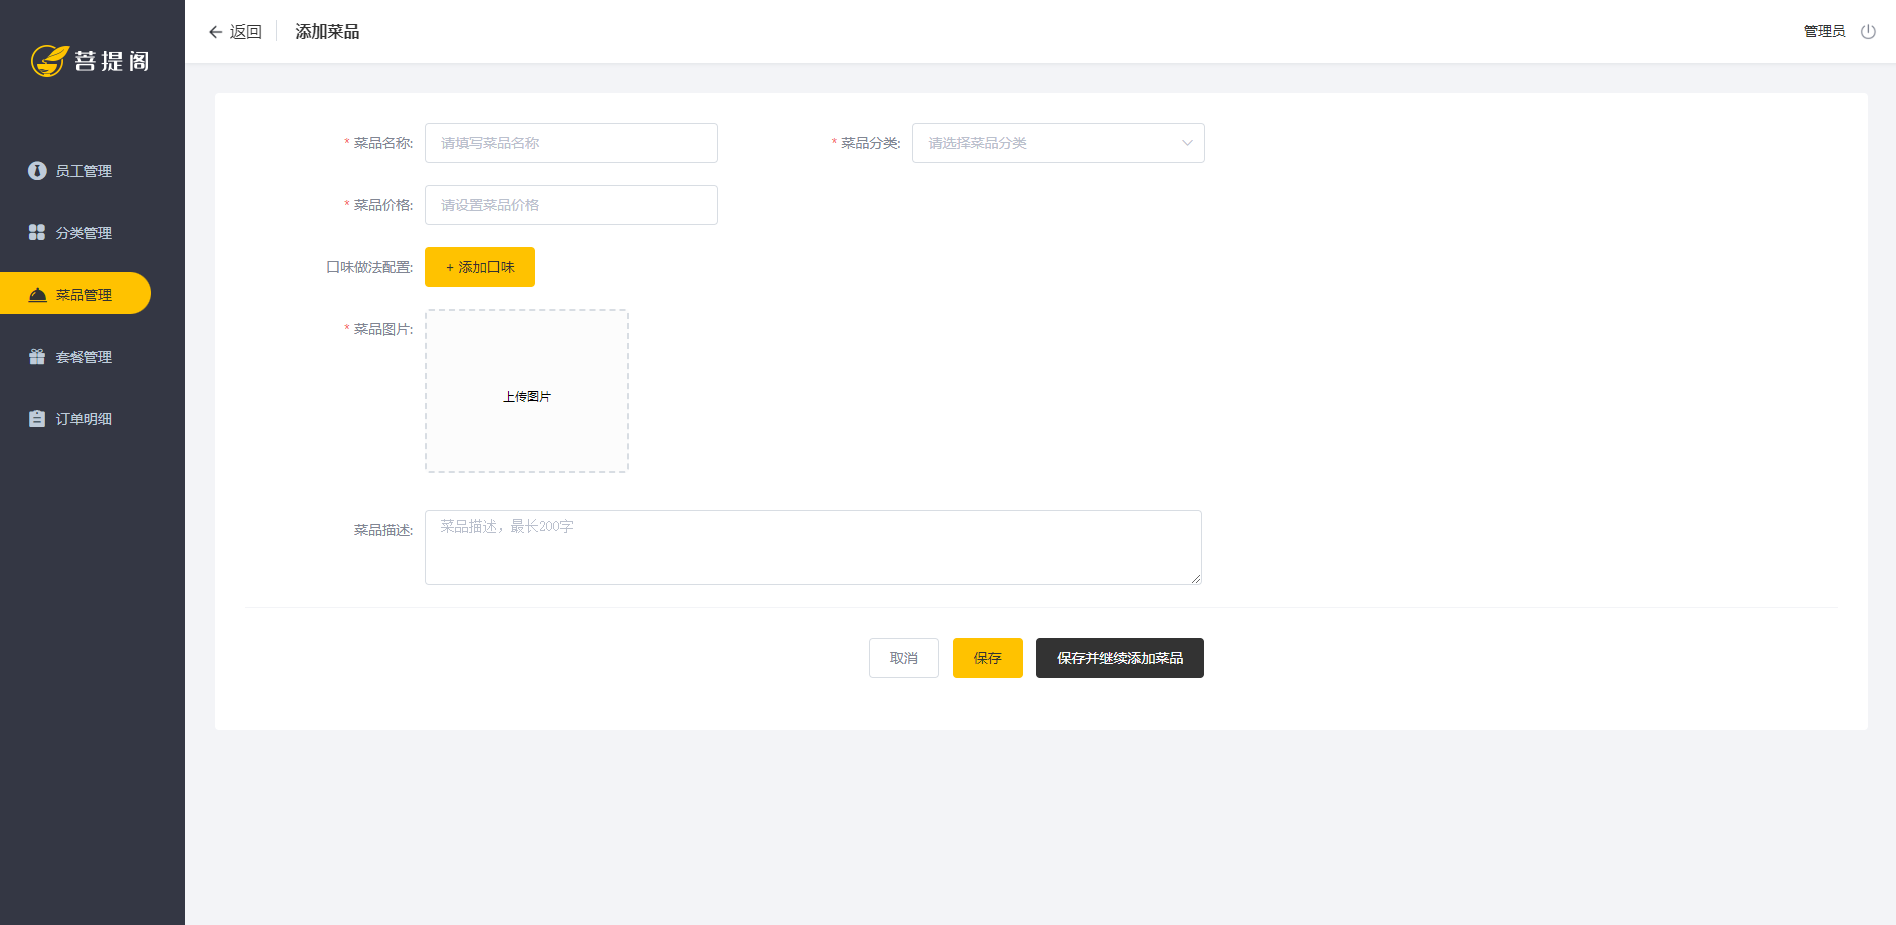 菩提阁
员工管理
分类管理
菜品管理
套餐管理
订单明细
返回
添加菜品
管理员
* 菜品名称:
请填写菜品名称
* 菜品分类:
请选择菜品分类
* 菜品价格:
请设置菜品价格
口味做法配置:
+ 添加口味
* 菜品图片:
上传图片
菜品描述:
菜品描述，最长200字
取消
保存
保存并继续添加菜品